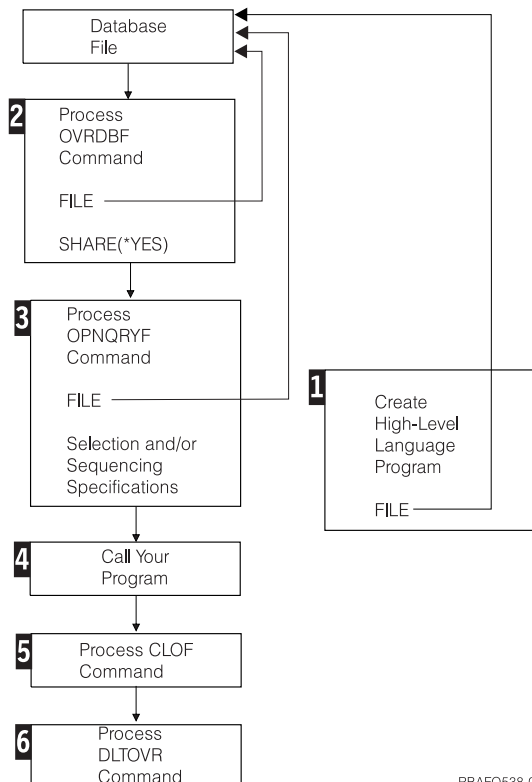 Database
File
2
Process
OVRDBF
Command
FILE
SHARE(*YES)
3
Process
OPNQRYF
Command
FILE
Selection and/or
Sequencing
Specifications
1
Create
High-Level
Language
Program
FILE
4
Call Your
Program
5
Process CLOF
Command
6
Process
DLTOVR
Command